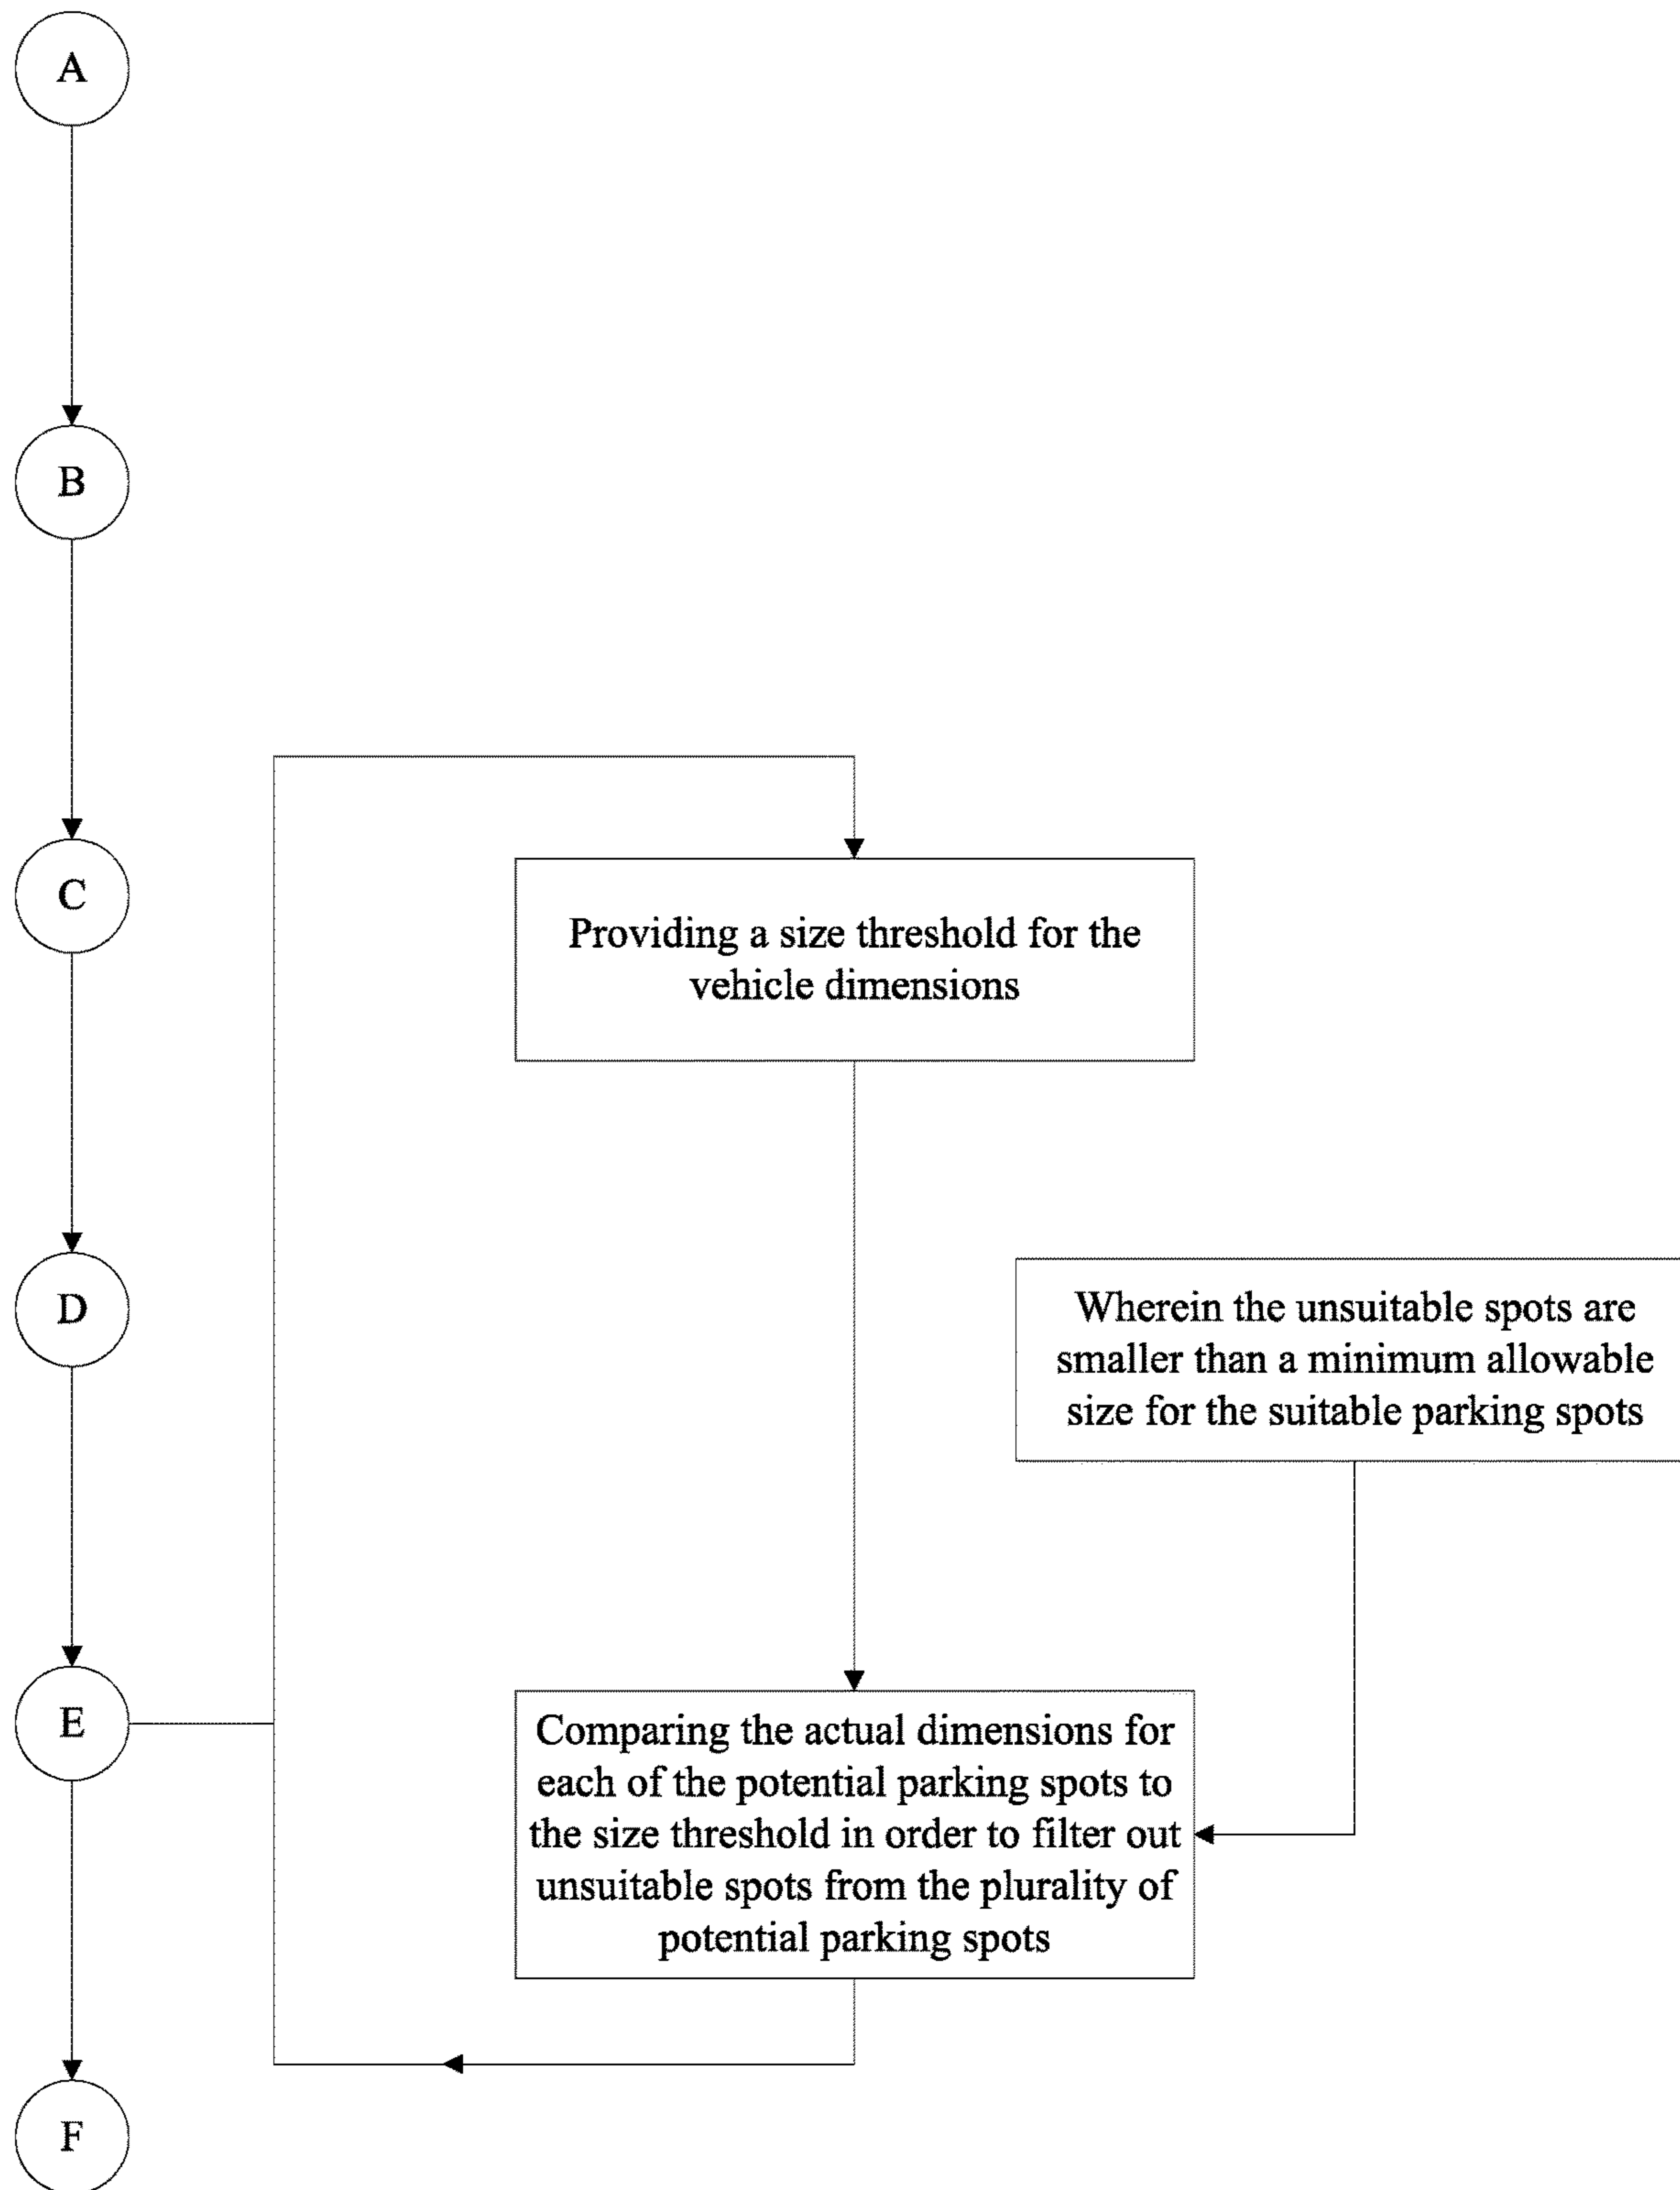 A
B
C
Providing a size threshold for the
vehicle dimensions
D
Wherein the unsuitable spots are
smaller than a minimum allowable
size for the suitable parking spots
E
Comparing the actual dimensions for
each of the potential parking spots to
the size threshold in order to filter out
unsuitable spots from the plurality of
potential parking spots
F